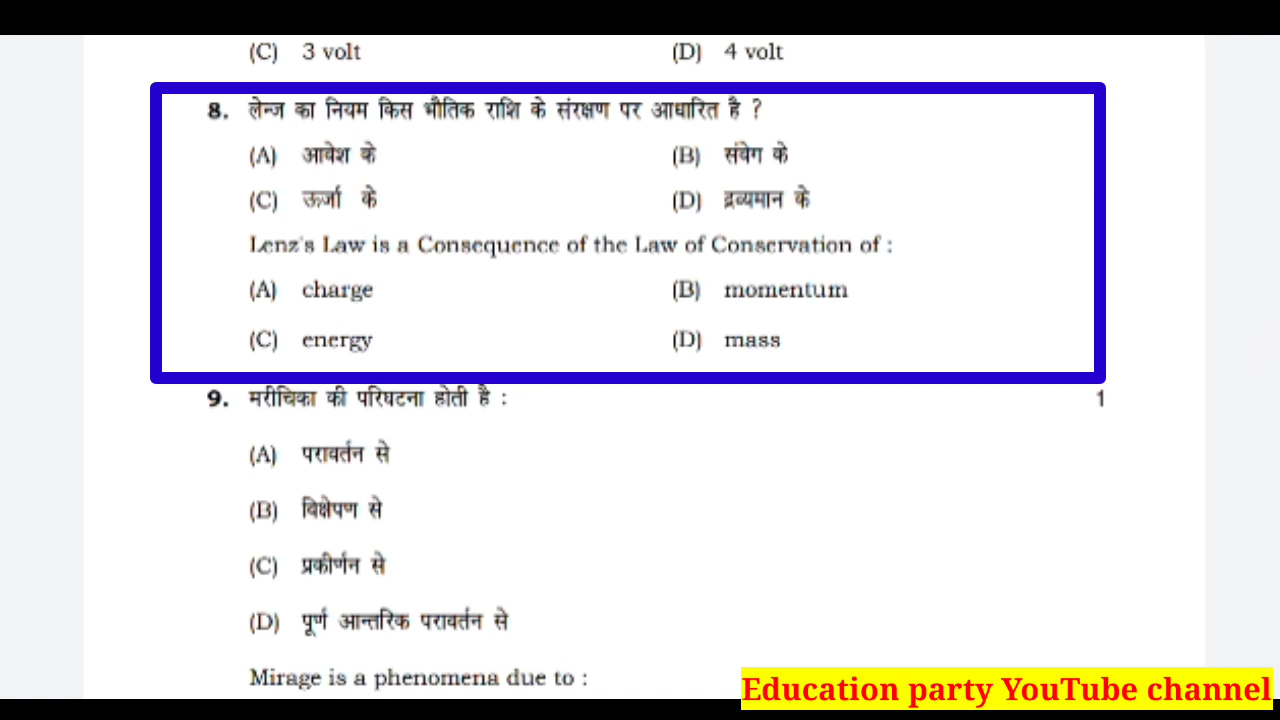 (C) 3 volt (D) 4 volt
8. लेन्ज का नियम किस भौतिक राशि के संरक्षण पर आधारित है ?
(A) आवेश के (B) संवेग के
(C) ऊर्जा के (D) द्रव्यमान के
Lenz's Law is a Consequence of the Law of Conservation of :
(A) charge (B) momentum
(C) energy (D) mass
9. मरीचिका की परिघटना होती है : 1
(A) परावर्तन से
(B) विक्षेपण से
(C) प्रकीर्णन से
(D) पूर्ण आन्तरिक परावर्तन से
Mirage is a phenomena due to :
Education party YouTube channel